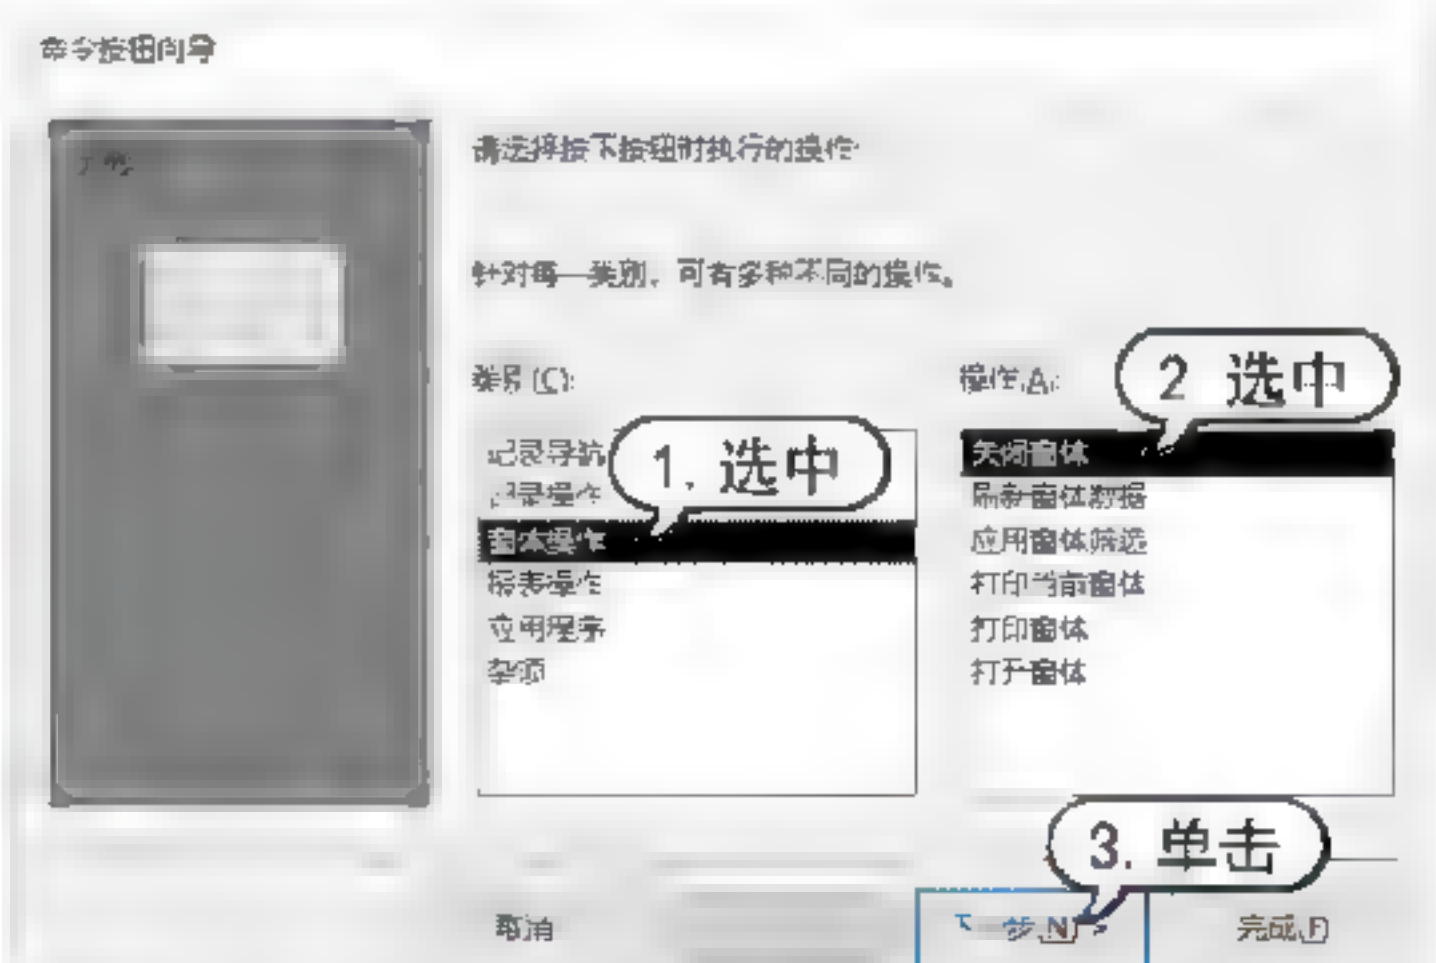 命令按钮向导
请选择按下按钮时执行的操作:
针对每一类别，可有多种不同的操作。
类别(C):
操作(A):
2 选中
1. 选中
记录导航
记录操作
窗体操作
报表操作
应用程序
杂项
关闭窗体
刷新窗体数据
应用窗体筛选
打印当前窗体
打印窗体
打开窗体
3. 单击
取消
下一步(N) >
完成(F)